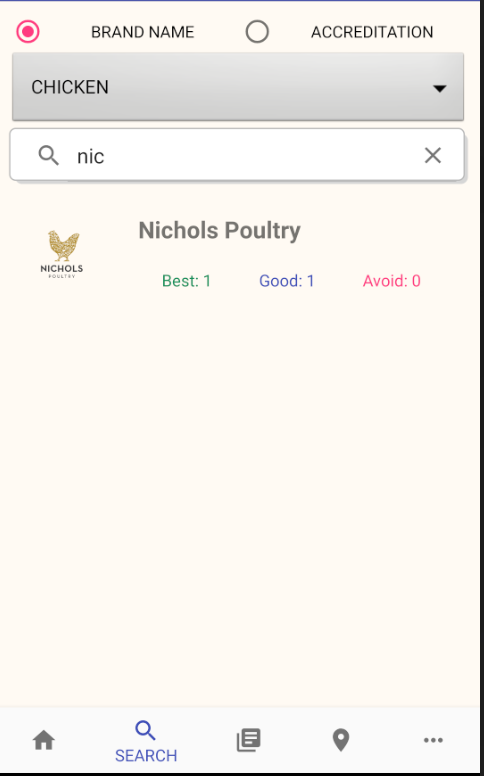 BRAND NAME ACCREDITATION
CHICKEN
nic
Nichols Poultry
NICHOLS
POULTRY
Best: 1 Good: 1 Avoid: 0
SEARCH